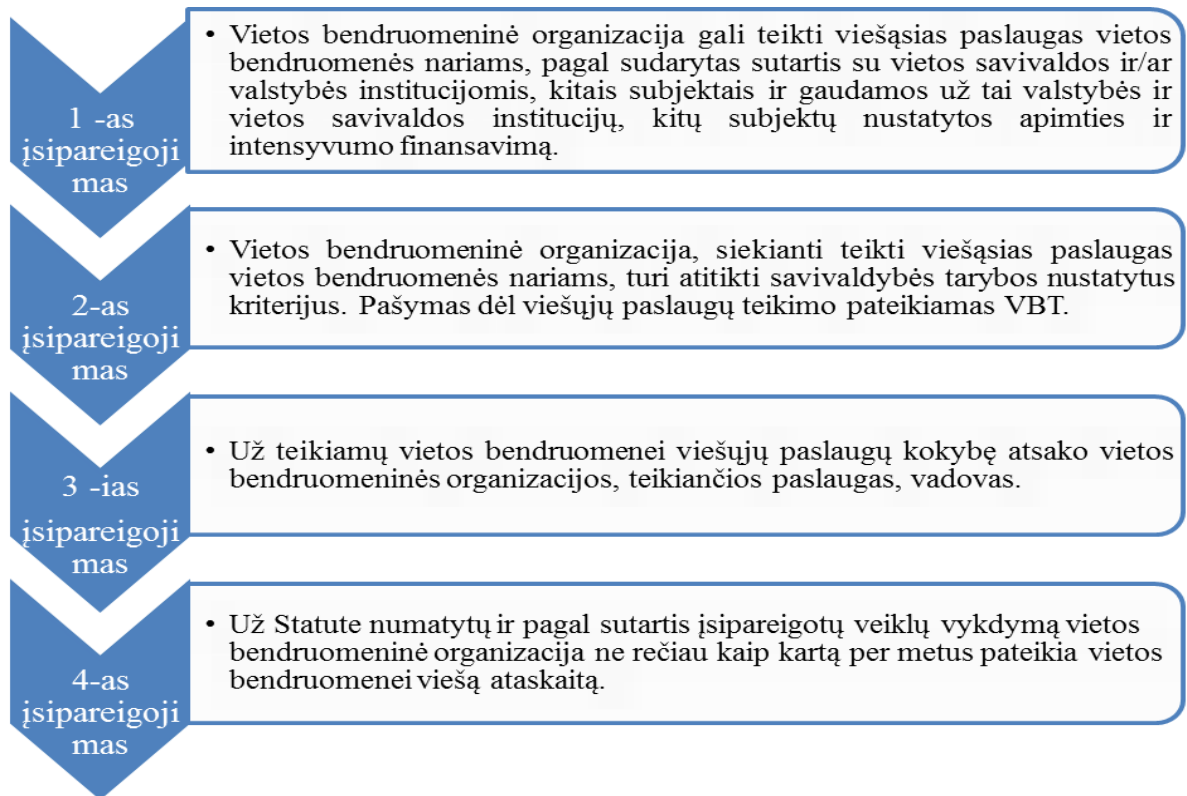 1 -as
įsipareigoji
mas
• Vietos bendruomeninė organizacija gali teikti viešąsias paslaugas vietos
bendruomenės nariams, pagal sudarytas sutartis su vietos savivaldos ir/ar
valstybės institucijomis, kitais subjektais ir gaudamos už tai valstybės ir
vietos savivaldos institucijų, kitų subjektų nustatytos apimties ir
intensyvumo finansavimą.
2-as
įsipareigoji
mas
• Vietos bendruomeninė organizacija, siekianti teikti viešąsias paslaugas
vietos bendruomenės nariams, turi atitikti savivaldybės tarybos nustatytus
kriterijus. Pašymas dėl viešųjų paslaugų teikimo pateikiamas VBT.
3 -ias
įsipareigoji
mas
• Už teikiamų vietos bendruomenei viešųjų paslaugų kokybę atsako vietos
bendruomeninės organizacijos, teikiančios paslaugas, vadovas.
4-as
įsipareigoji
mas
• Už Statute numatytų ir pagal sutartis įsipareigotų veiklų vykdymą vietos
bendruomeninė organizacija ne rečiau kaip kartą per metus pateikia vietos
bendruomenei viešą ataskaitą.